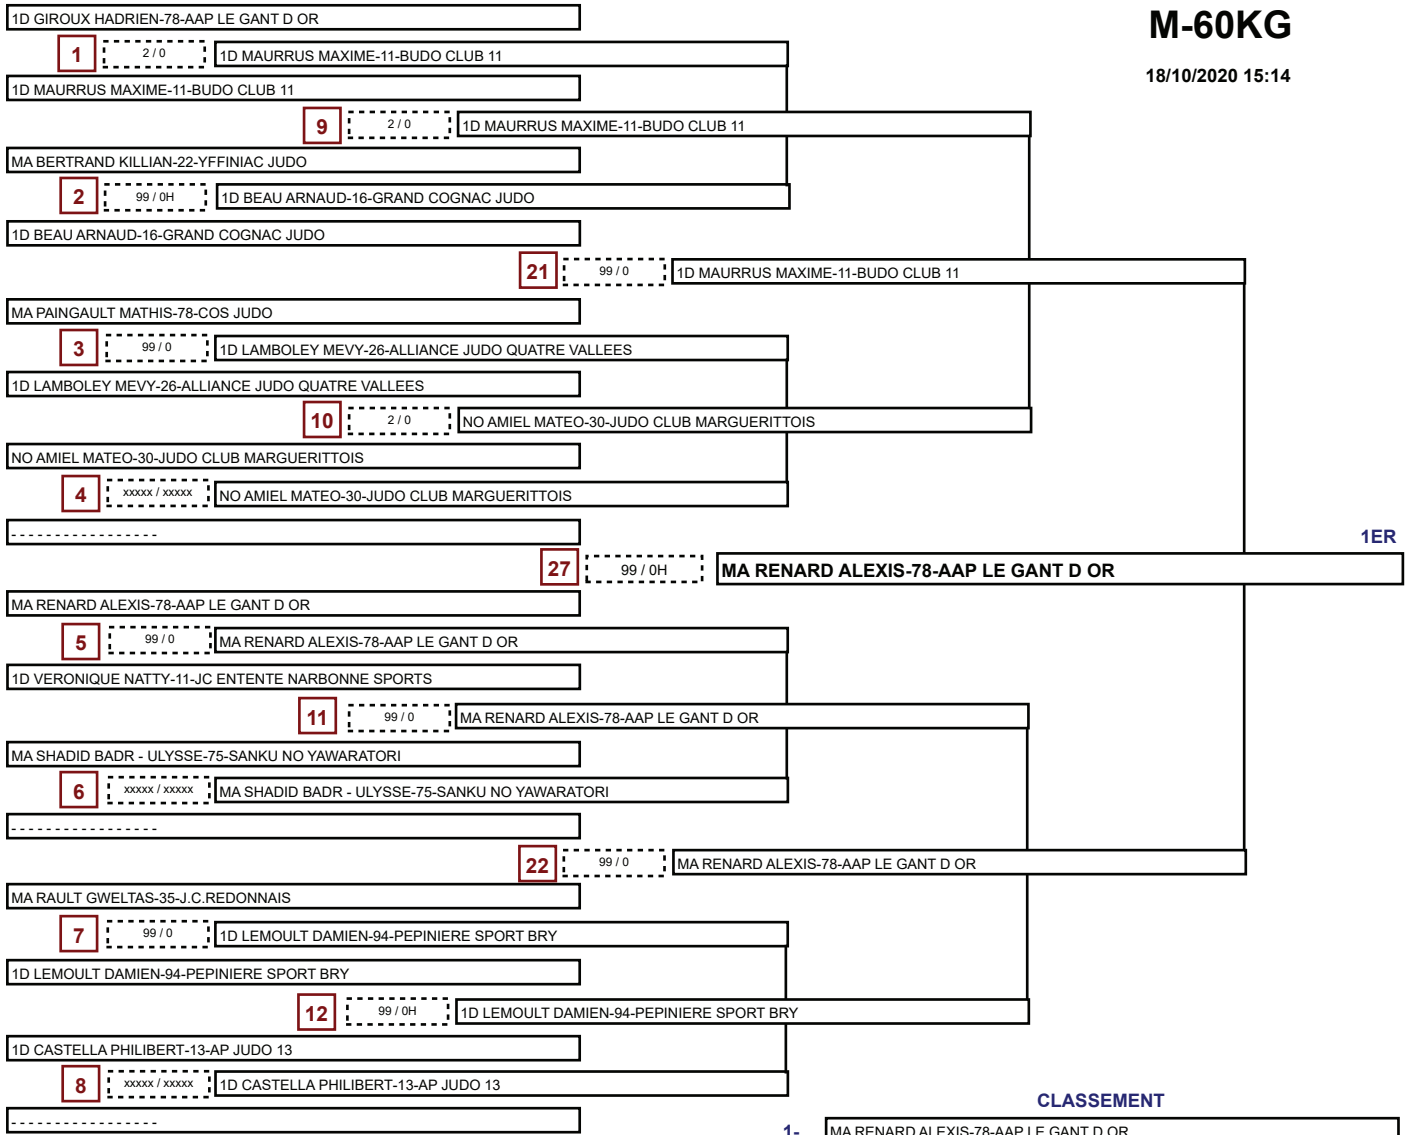 1D GIROUX HADRIEN-78-AAP LE GANT D OR
M-60KG
1
2 / 0
1D MAURRUS MAXIME-11-BUDO CLUB 11
18/10/2020 15:14
1D MAURRUS MAXIME-11-BUDO CLUB 11
9
2 / 0
1D MAURRUS MAXIME-11-BUDO CLUB 11
MA BERTRAND KILLIAN-22-YFFINIAC JUDO
2
99 / 0H
1D BEAU ARNAUD-16-GRAND COGNAC JUDO
1D BEAU ARNAUD-16-GRAND COGNAC JUDO
21
99 / 0
1D MAURRUS MAXIME-11-BUDO CLUB 11
MA PAINGAULT MATHIS-78-COS JUDO
3
99 / 0
1D LAMBOLEY MEVY-26-ALLIANCE JUDO QUATRE VALLEES
1D LAMBOLEY MEVY-26-ALLIANCE JUDO QUATRE VALLEES
10
2 / 0
NO AMIEL MATEO-30-JUDO CLUB MARGUERITTOIS
NO AMIEL MATEO-30-JUDO CLUB MARGUERITTOIS
4
xxxxx / xxxxx
NO AMIEL MATEO-30-JUDO CLUB MARGUERITTOIS
- - - - - - - - - - - - - - - - -
1ER
27
99 / 0H
MA RENARD ALEXIS-78-AAP LE GANT D OR
MA RENARD ALEXIS-78-AAP LE GANT D OR
5
99 / 0
MA RENARD ALEXIS-78-AAP LE GANT D OR
1D VERONIQUE NATTY-11-JC ENTENTE NARBONNE SPORTS
11
99 / 0
MA RENARD ALEXIS-78-AAP LE GANT D OR
MA SHADID BADR - ULYSSE-75-SANKU NO YAWARATORI
6
xxxxx / xxxxx
MA SHADID BADR - ULYSSE-75-SANKU NO YAWARATORI
- - - - - - - - - - - - - - - - -
22
99 / 0
MA RENARD ALEXIS-78-AAP LE GANT D OR
MA RAULT GWELTAS-35-J.C.REDONNAIS
7
99 / 0
1D LEMOULT DAMIEN-94-PEPINIERE SPORT BRY
1D LEMOULT DAMIEN-94-PEPINIERE SPORT BRY
12
99 / 0H
1D LEMOULT DAMIEN-94-PEPINIERE SPORT BRY
1D CASTELLA PHILIBERT-13-AP JUDO 13
8
xxxxx / xxxxx
1D CASTELLA PHILIBERT-13-AP JUDO 13
- - - - - - - - - - - - - - - - -
CLASSEMENT
1-
MA RENARD ALEXIS-78-AAP LE GANT D OR